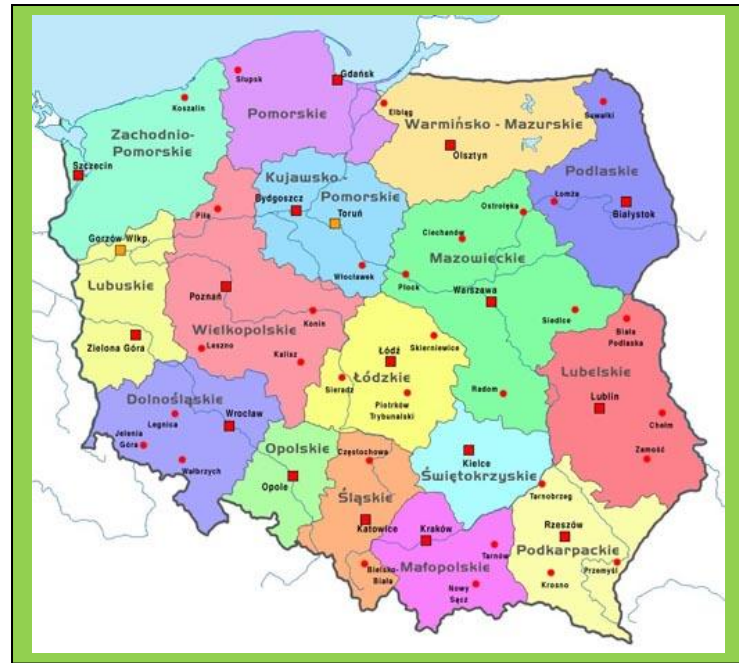 Gdańsk
Słupsk
Koszalin
Pomorskie
Elbląg
Suwałki
Zachodnio-
Pomorskie
Warmińsko - Mazurskie
Olsztyn
Szczecin
Kujawsko-
Pomorskie
Podlaskie
Bydgoszcz
Toruń
Piła
Ostrołęka
Łomża
Białystok
Gorzów Wlkp.
Ciechanów
Mazowieckie
Włocławek
Lubuskie
Poznań
Płock
Warszawa
Wielkopolskie
Konin
Siedlce
Biała
Podlaska
Zielona Góra
Leszno
Kalisz
Łódź
Skierniewice
Łódzkie
Sieradz
Piotrków
Trybunalski
Radom
Lubelskie
Lublin
Dolnośląskie
Legnica
Wrocław
Chełm
Jelenia
Góra
Wałbrzych
Opolskie
Opole
Częstochowa
Kielce
Świętokrzyskie
Zamość
Śląskie
Katowice
Tarnobrzeg
Kraków
Rzeszów
Podkarpackie
Bielsko-
Biała
Małopolskie
Tarnów
Przemyśl
Nowy
Sącz
Krosno